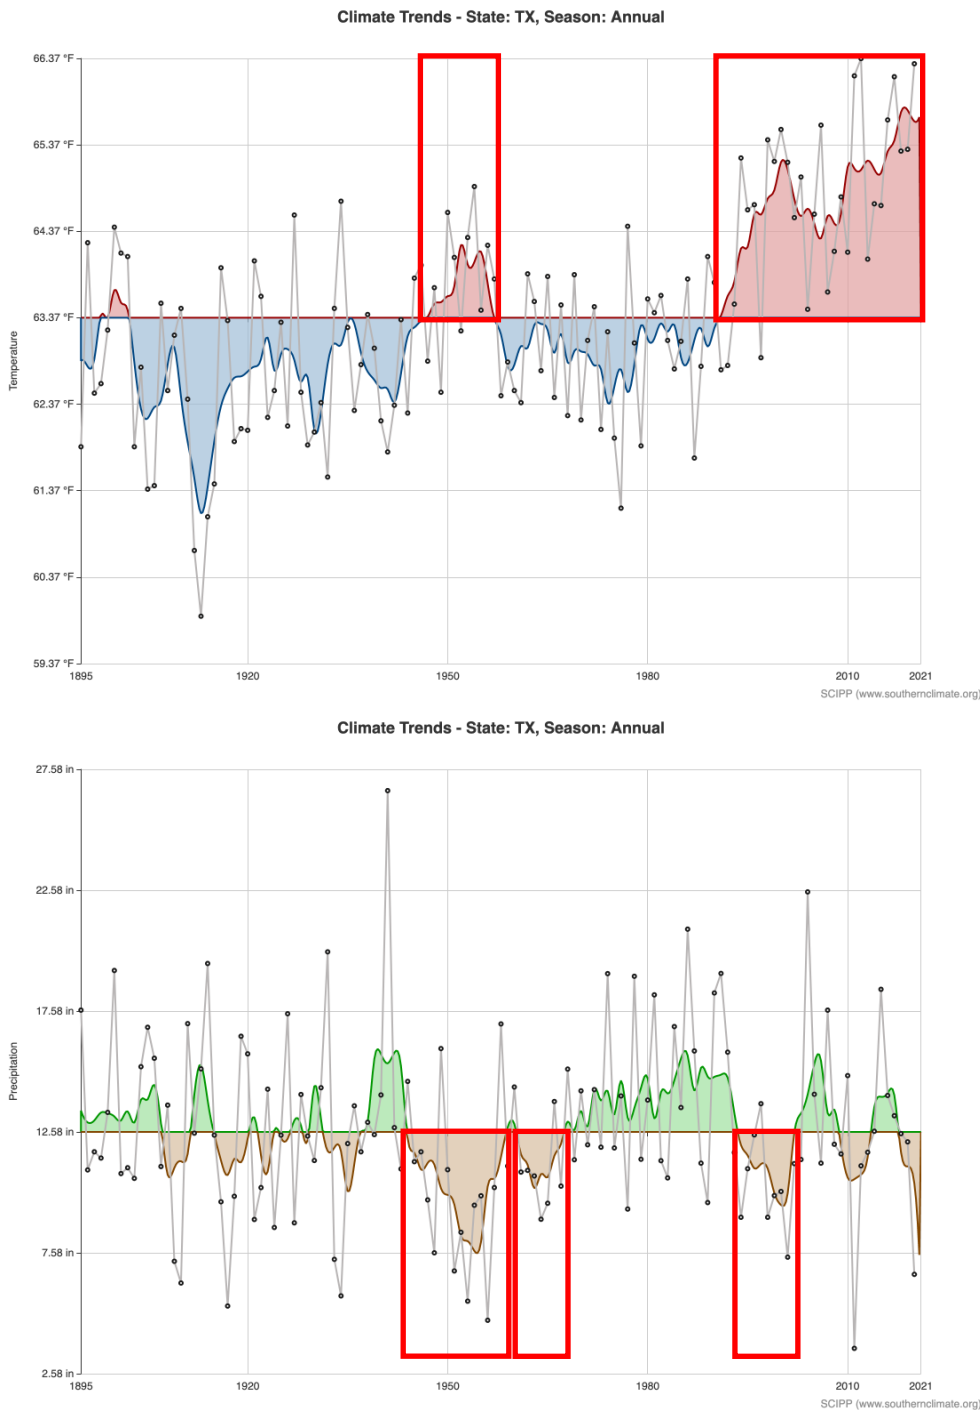 Climate Trends - State: TX, Season: Annual
66.37 °F
65.37 °F
64.37 °F
63.37 °F
62.37 °F
61.37 °F
60.37 °F
59.37 °F
Temperature
1895 1920 1950 1980 2010 2021
SCIPP (www.southernclimate.org)
Climate Trends - State: TX, Season: Annual
27.58 in
22.58 in
17.58 in
12.58 in
7.58 in
2.58 in
Precipitation
1895 1920 1950 1980 2010 2021
SCIPP (www.southernclimate.org)